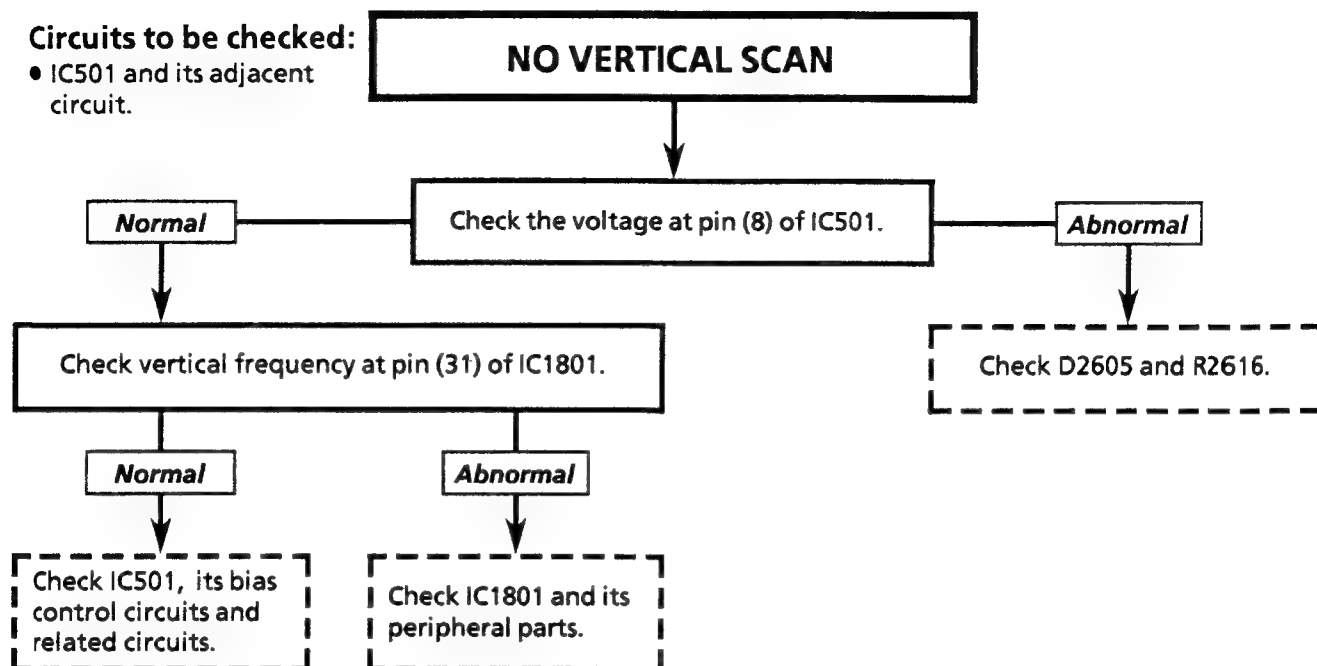 Circuits to be checked:
● IC501 and its adjacent
circuit.
NO VERTICAL SCAN
Check the voltage at pin (8) of IC501.
Normal
Abnormal
Check vertical frequency at pin (31) of IC1801.
Check D2605 and R2616.
Normal
Abnormal
Check IC501, its bias
control circuits and
related circuits.
Check IC1801 and its
peripheral parts.